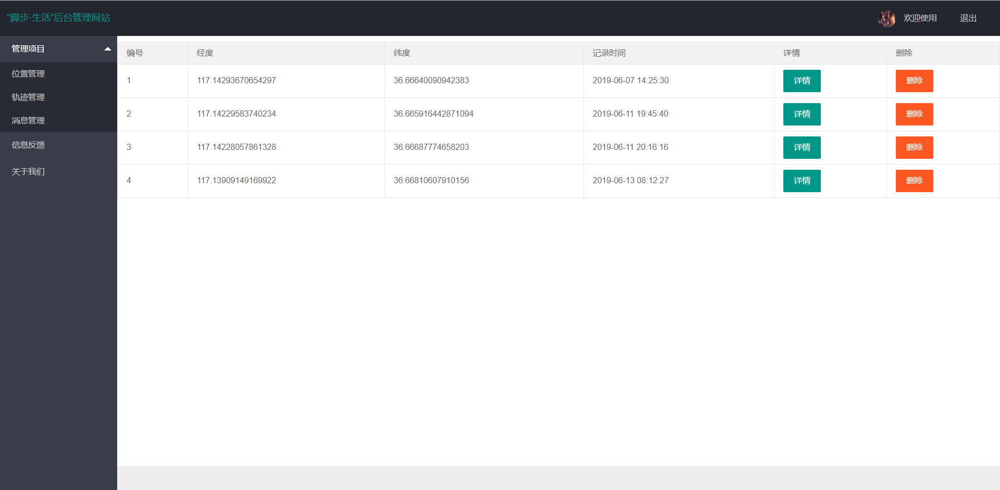 “脚步·生活”后台管理网站
欢迎使用 退出
管理项目
位置管理
轨迹管理
消息管理
信息反馈
关于我们
编号 经度 纬度 记录时间 详情 删除
1 117.14293670654297 36.66640090942383 2019-06-07 14:25:30 详情 删除
2 117.14229583740234 36.665916442871094 2019-06-11 19:45:40 详情 删除
3 117.14228057861328 36.66687774658203 2019-06-11 20:16:16 详情 删除
4 117.13909149169922 36.66810607910156 2019-06-13 08:12:27 详情 删除